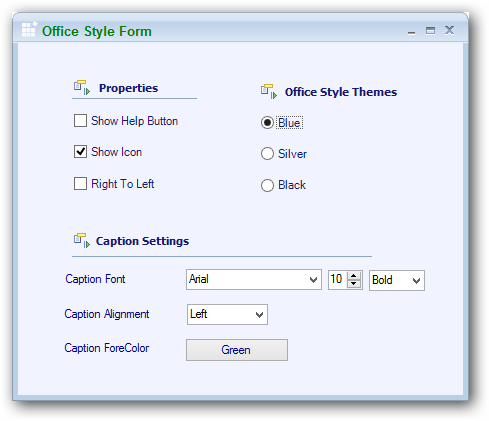 Office Style Form
Properties
Office Style Themes
Show Help Button
Blue
Show Icon
Silver
Right To Left
Black
Caption Settings
Caption Font Arial 10 Bold
Caption Alignment Left
Caption ForeColor Green